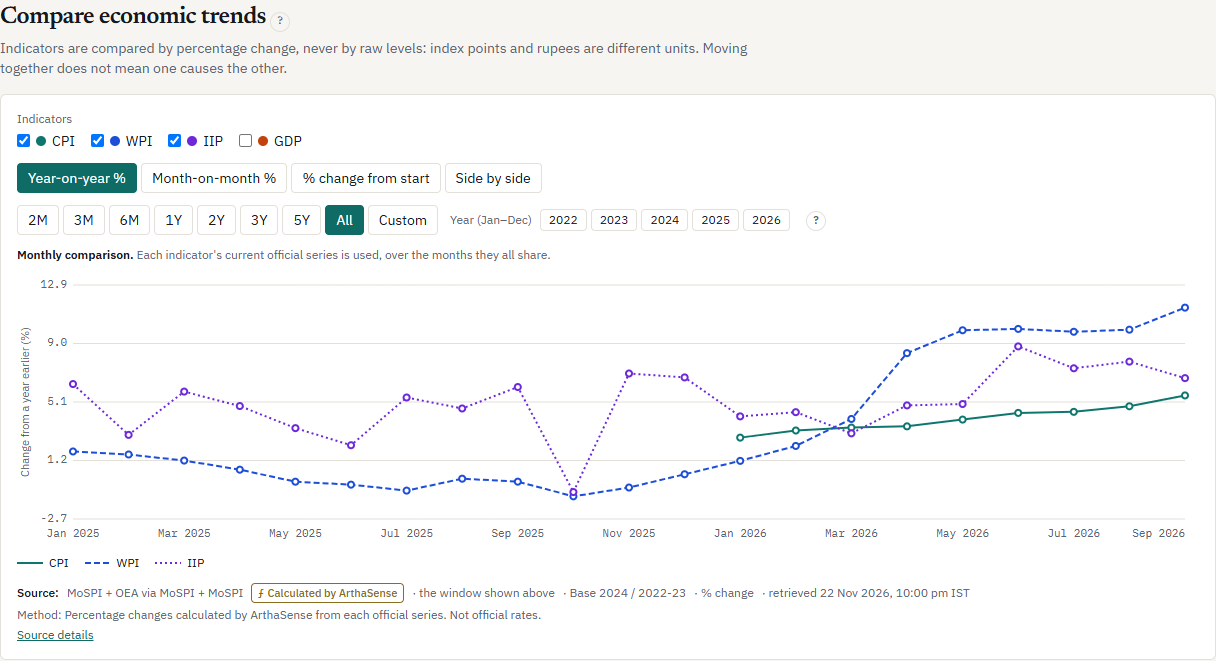 Compare economic trends ?
Indicators are compared by percentage change, never by raw levels: index points and rupees are different units. Moving
together does not mean one causes the other.
Indicators
CPI WPI IIP GDP
Year-on-year % Month-on-month % % change from start Side by side
2M 3M 6M 1Y 2Y 3Y 5Y All Custom Year (Jan–Dec) 2022 2023 2024 2025 2026 ?
Monthly comparison. Each indicator's current official series is used, over the months they all share.
Change from a year earlier (%)
12.9
9.0
5.1
1.2
-2.7
Jan 2025 Mar 2025 May 2025 Jul 2025 Sep 2025 Nov 2025 Jan 2026 Mar 2026 May 2026 Jul 2026 Sep 2026
CPI WPI IIP
Source: MoSPI + OEA via MoSPI + MoSPI ƒ Calculated by ArthaSense · the window shown above · Base 2024 / 2022-23 · % change · retrieved 22 Nov 2026, 10:00 pm IST
Method: Percentage changes calculated by ArthaSense from each official series. Not official rates.
Source details